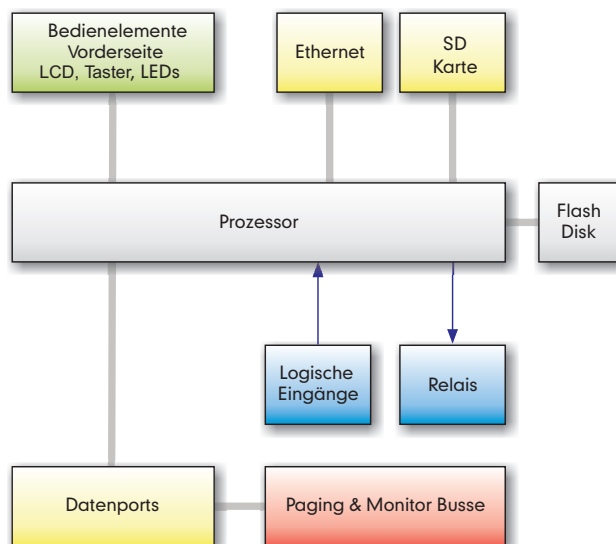 Bedienelemente
Vorderseite
LCD, Taster, LEDs
Ethernet
SD
Karte
Prozessor
Flash
Disk
Logische
Eingänge
Relais
Datenports
Paging & Monitor Busse